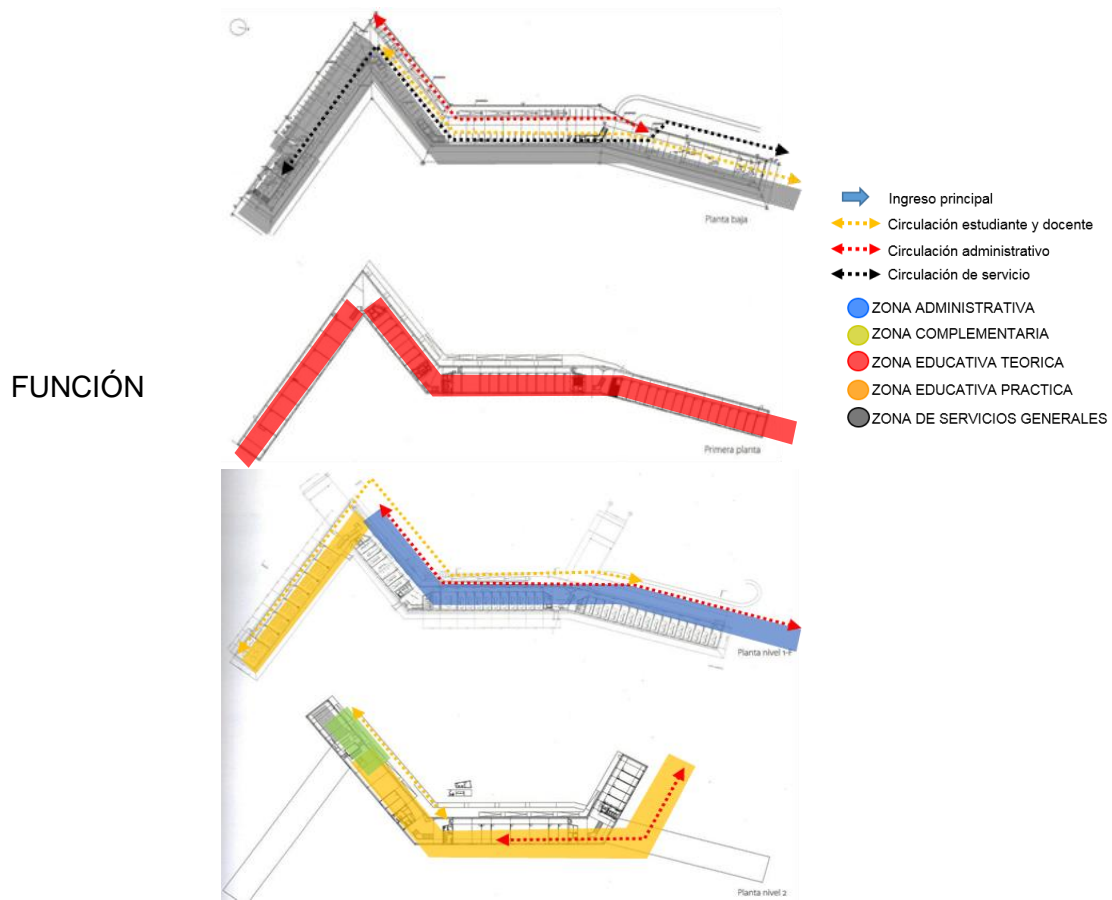 Planta baja
Ingreso principal
Circulación estudiante y docente
Circulación administrativo
Circulación de servicio
ZONA ADMINISTRATIVA
ZONA COMPLEMENTARIA
ZONA EDUCATIVA TEORICA
ZONA EDUCATIVA PRACTICA
ZONA DE SERVICIOS GENERALES
FUNCIÓN
Primera planta
Planta nivel 1-F
Planta nivel 2